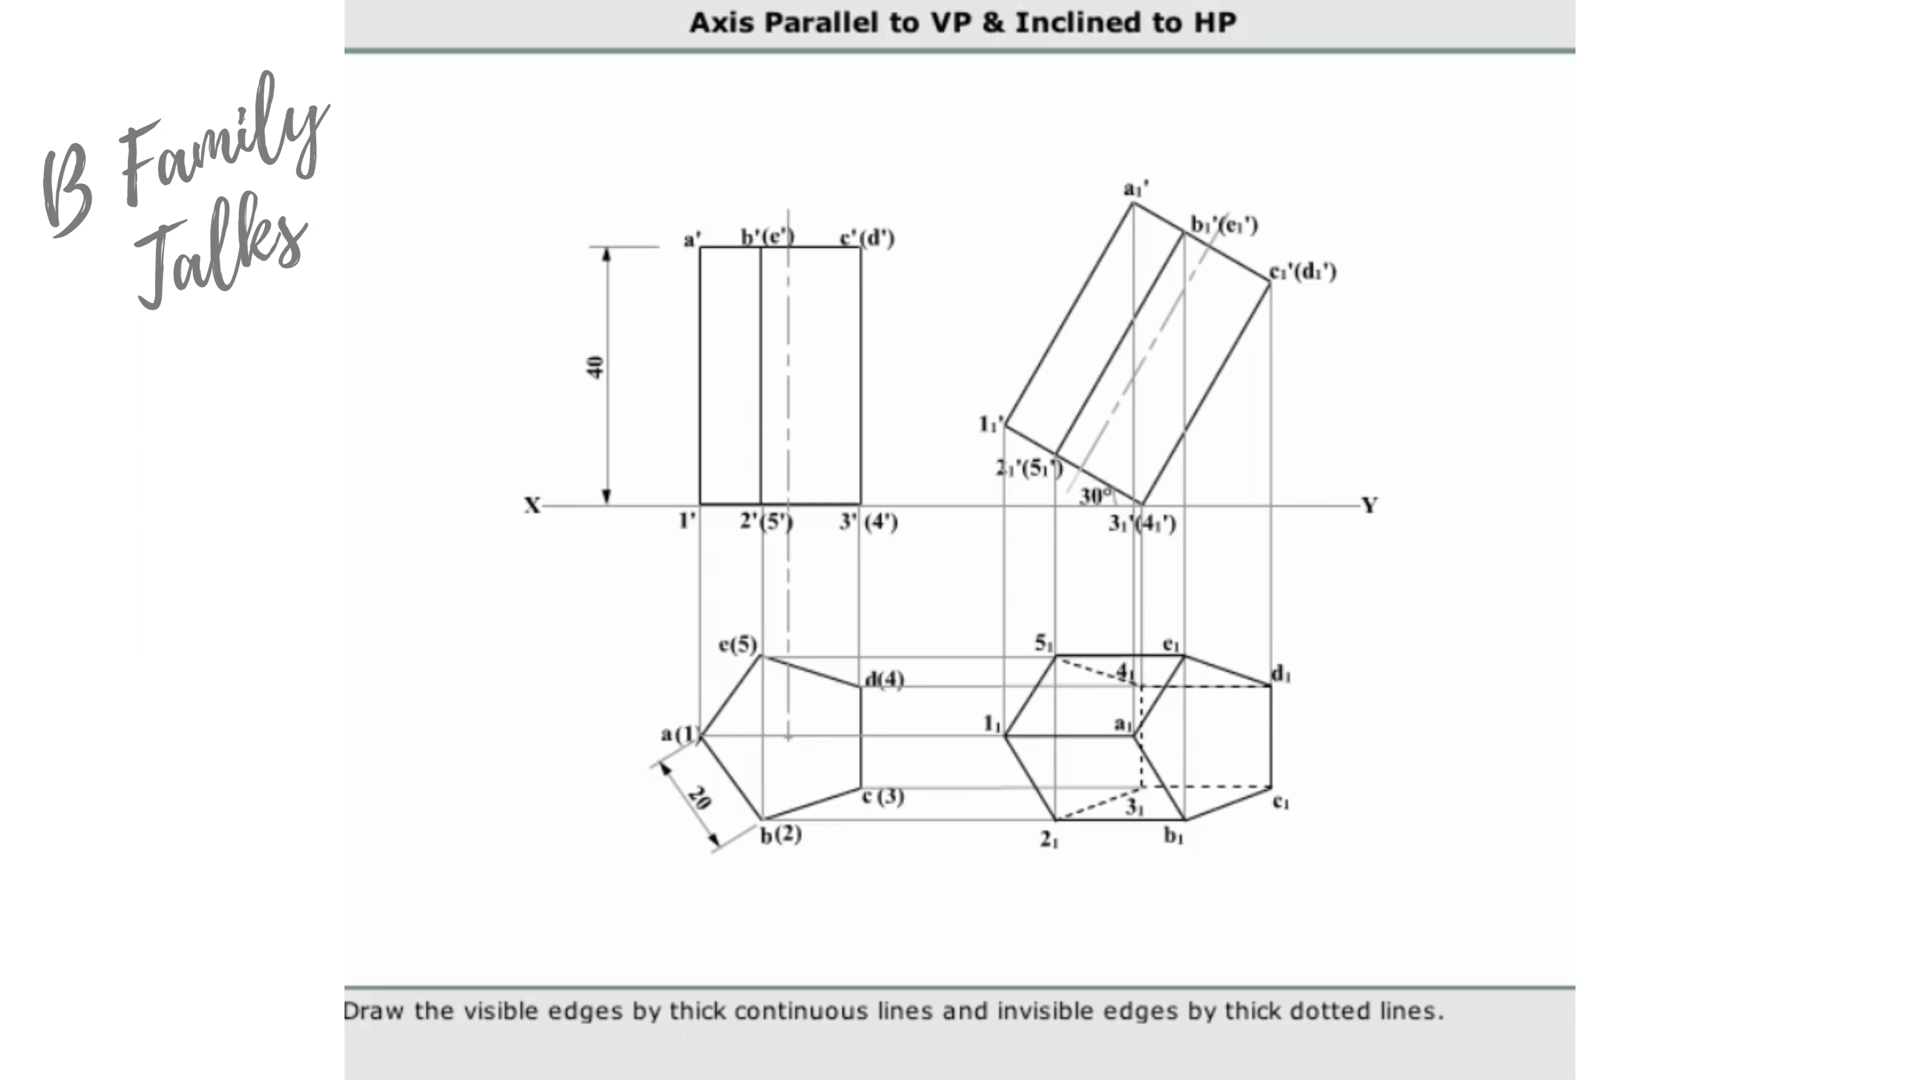 Axis Parallel to VP & Inclined to HP
B Family
Talks
a₁'
b₁'(e₁')
c₁'(d₁')
a' b'(e') c'(d')
40
1₁'
2₁'(5₁')
30°
X Y
1' 2'(5') 3'(4') 3₁'(4₁')
e(5) 5₁ e₁
d(4) 4₁ d₁
a(1) 1₁ a₁
20
c(3) 3₁ c₁
b(2) 2₁ b₁
Draw the visible edges by thick continuous lines and invisible edges by thick dotted lines.